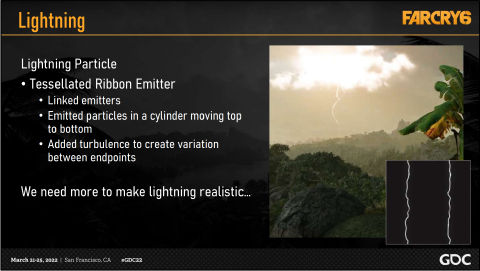 Lightning
FARCRY6
Lightning Particle
• Tessellated Ribbon Emitter
• Linked emitters
• Emitted particles in a cylinder moving top
to bottom
• Added turbulence to create variation
between endpoints
We need more to make lightning realistic…
March 21-25, 2022 | San Francisco, CA #GDC22
GDC